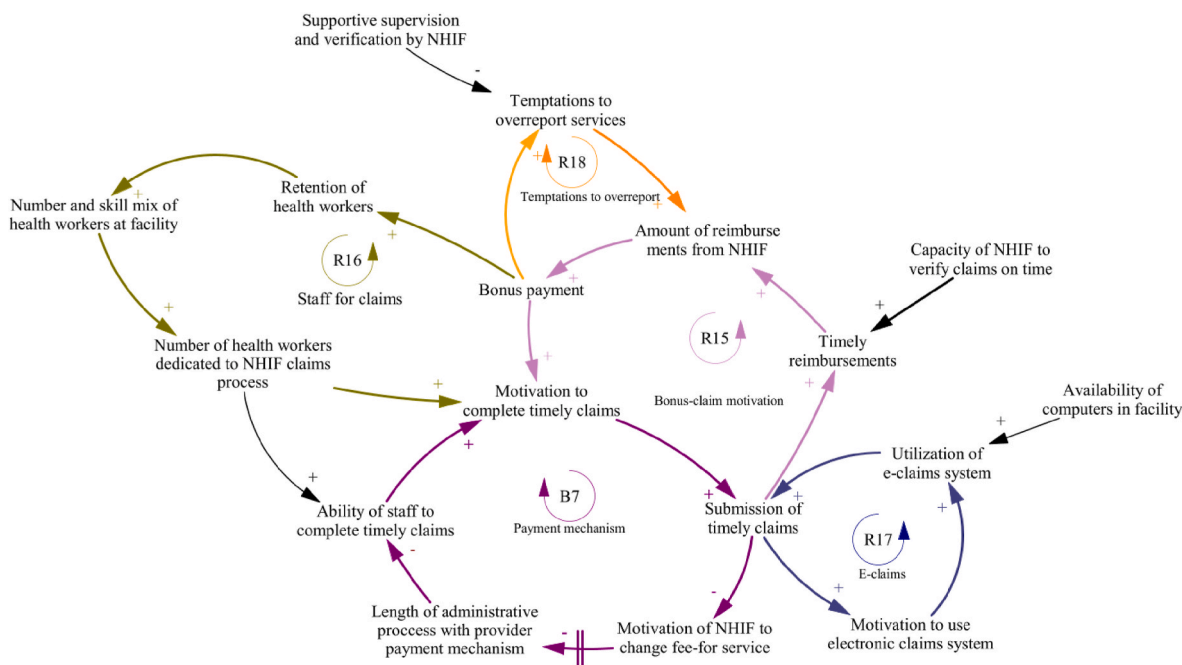 Supportive supervision
and verification by NHIF
-
Temptations to
overreport services
+
R18
Temptations to overreport
+
Retention of
health workers
+
Number and skill mix of
health workers at facility
+
R16
Staff for claims
+
Amount of reimburse
ments from NHIF
+
Bonus payment
Capacity of NHIF to
verify claims on time
+
+
R15
Timely
reimbursements
+
Bonus-claim motivation
Number of health workers
dedicated to NHIF claims
process
+
+
Motivation to
complete timely claims
+
Availability of
computers in facility
+
Utilization of
e-claims system
+
+
+
Ability of staff to
complete timely claims
B7
Payment mechanism
+
Submission of
timely claims
+
R17
E-claims
-
-
+
Length of administrative
proccess with provider
payment mechanism
-
Motivation of NHIF to
change fee-for service
Motivation to use
electronic claims system